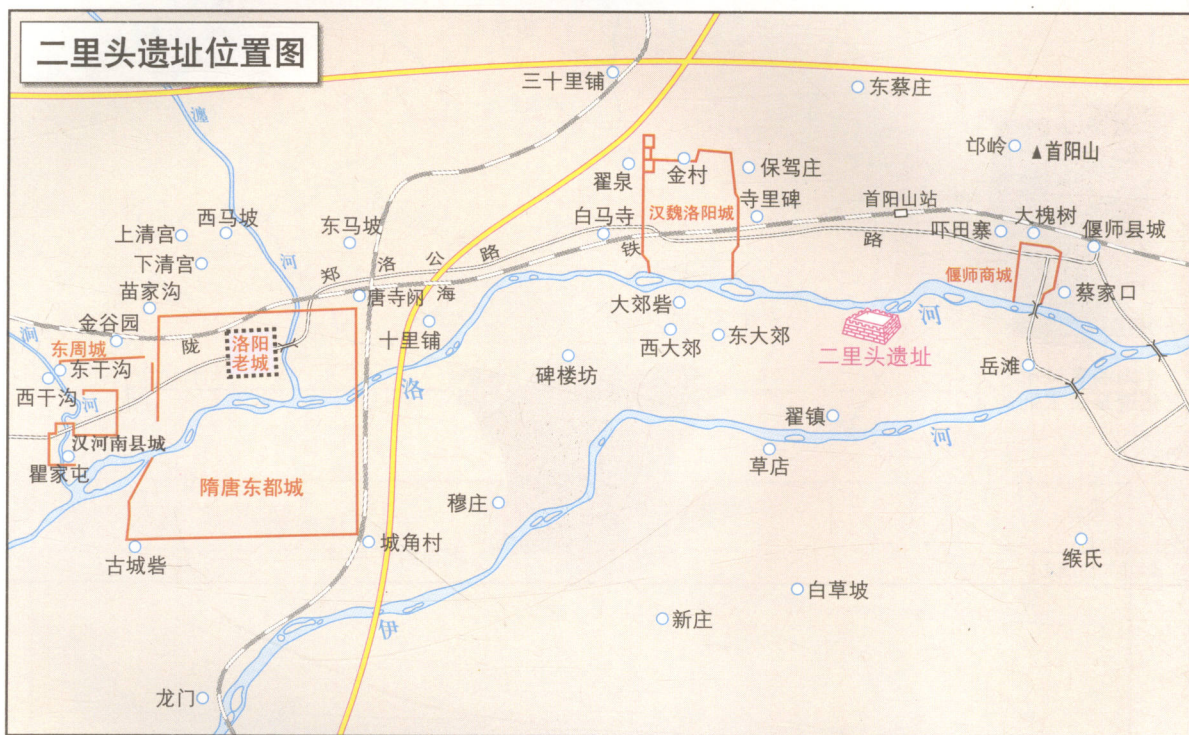 二里头遗址位置图
三十里铺
东蔡庄
瀍
邙岭
首阳山
翟泉
金村
保驾庄
汉魏洛阳城
寺里碑
首阳山站
白马寺
西马坡
上清宫
东马坡
下清宫
河
郑洛公路
铁
路
吓田寨
大槐树
偃师县城
偃师商城
蔡家口
苗家沟
唐寺闸
海
大郊砦
河
涧
金谷园
陇
洛阳
老城
十里铺
西大郊
东大郊
二里头遗址
东周城
东干沟
西干沟
河
洛
碑楼坊
岳滩
翟镇
河
汉河南县城
瞿家屯
草店
隋唐东都城
穆庄
古城砦
城角村
缑氏
白草坡
新庄
伊
龙门